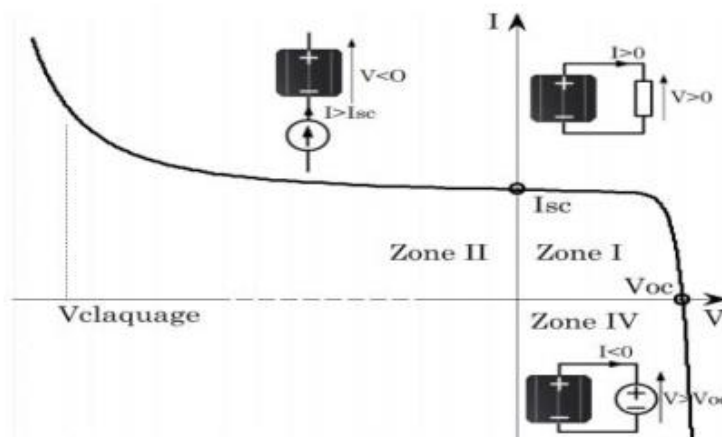 I
I>0
+
−
V>0
+
−
V<O
I>Isc
Isc
Zone II
Zone I
Voc
V
Vclaquage
Zone IV
I<0
+
−
+
−
V>Voc